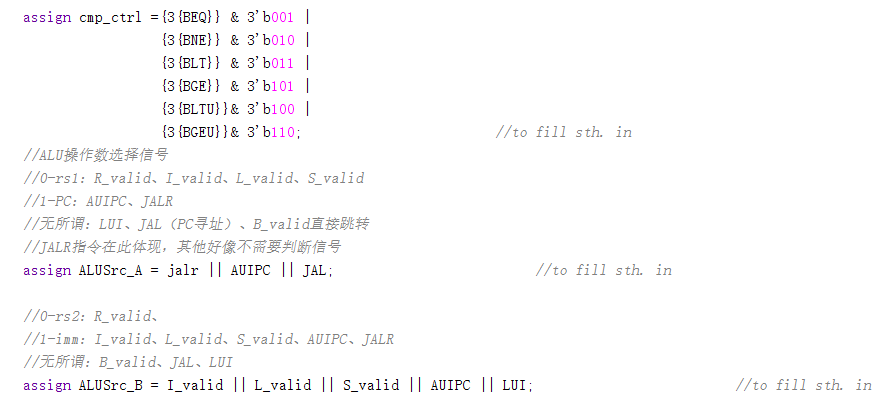 assign cmp_ctrl ={3{BEQ}} & 3'b001 |
{3{BNE}} & 3'b010 |
{3{BLT}} & 3'b011 |
{3{BGE}} & 3'b101 |
{3{BLTU}}& 3'b100 |
{3{BGEU}}& 3'b110; //to fill sth. in
//ALU操作数选择信号
//0-rs1: R_valid、I_valid、L_valid、S_valid
//1-PC: AUIPC、JALR
//无所谓: LUI、JAL（PC寻址）、B_valid直接跳转
//JALR指令在此体现，其他好像不需要判断信号
assign ALUSrc_A = jalr || AUIPC || JAL; //to fill sth. in
//0-rs2: R_valid、
//1-imm: I_valid、L_valid、S_valid、AUIPC、JALR
//无所谓: B_valid、JAL、LUI
assign ALUSrc_B = I_valid || L_valid || S_valid || AUIPC || LUI; //to fill sth. in